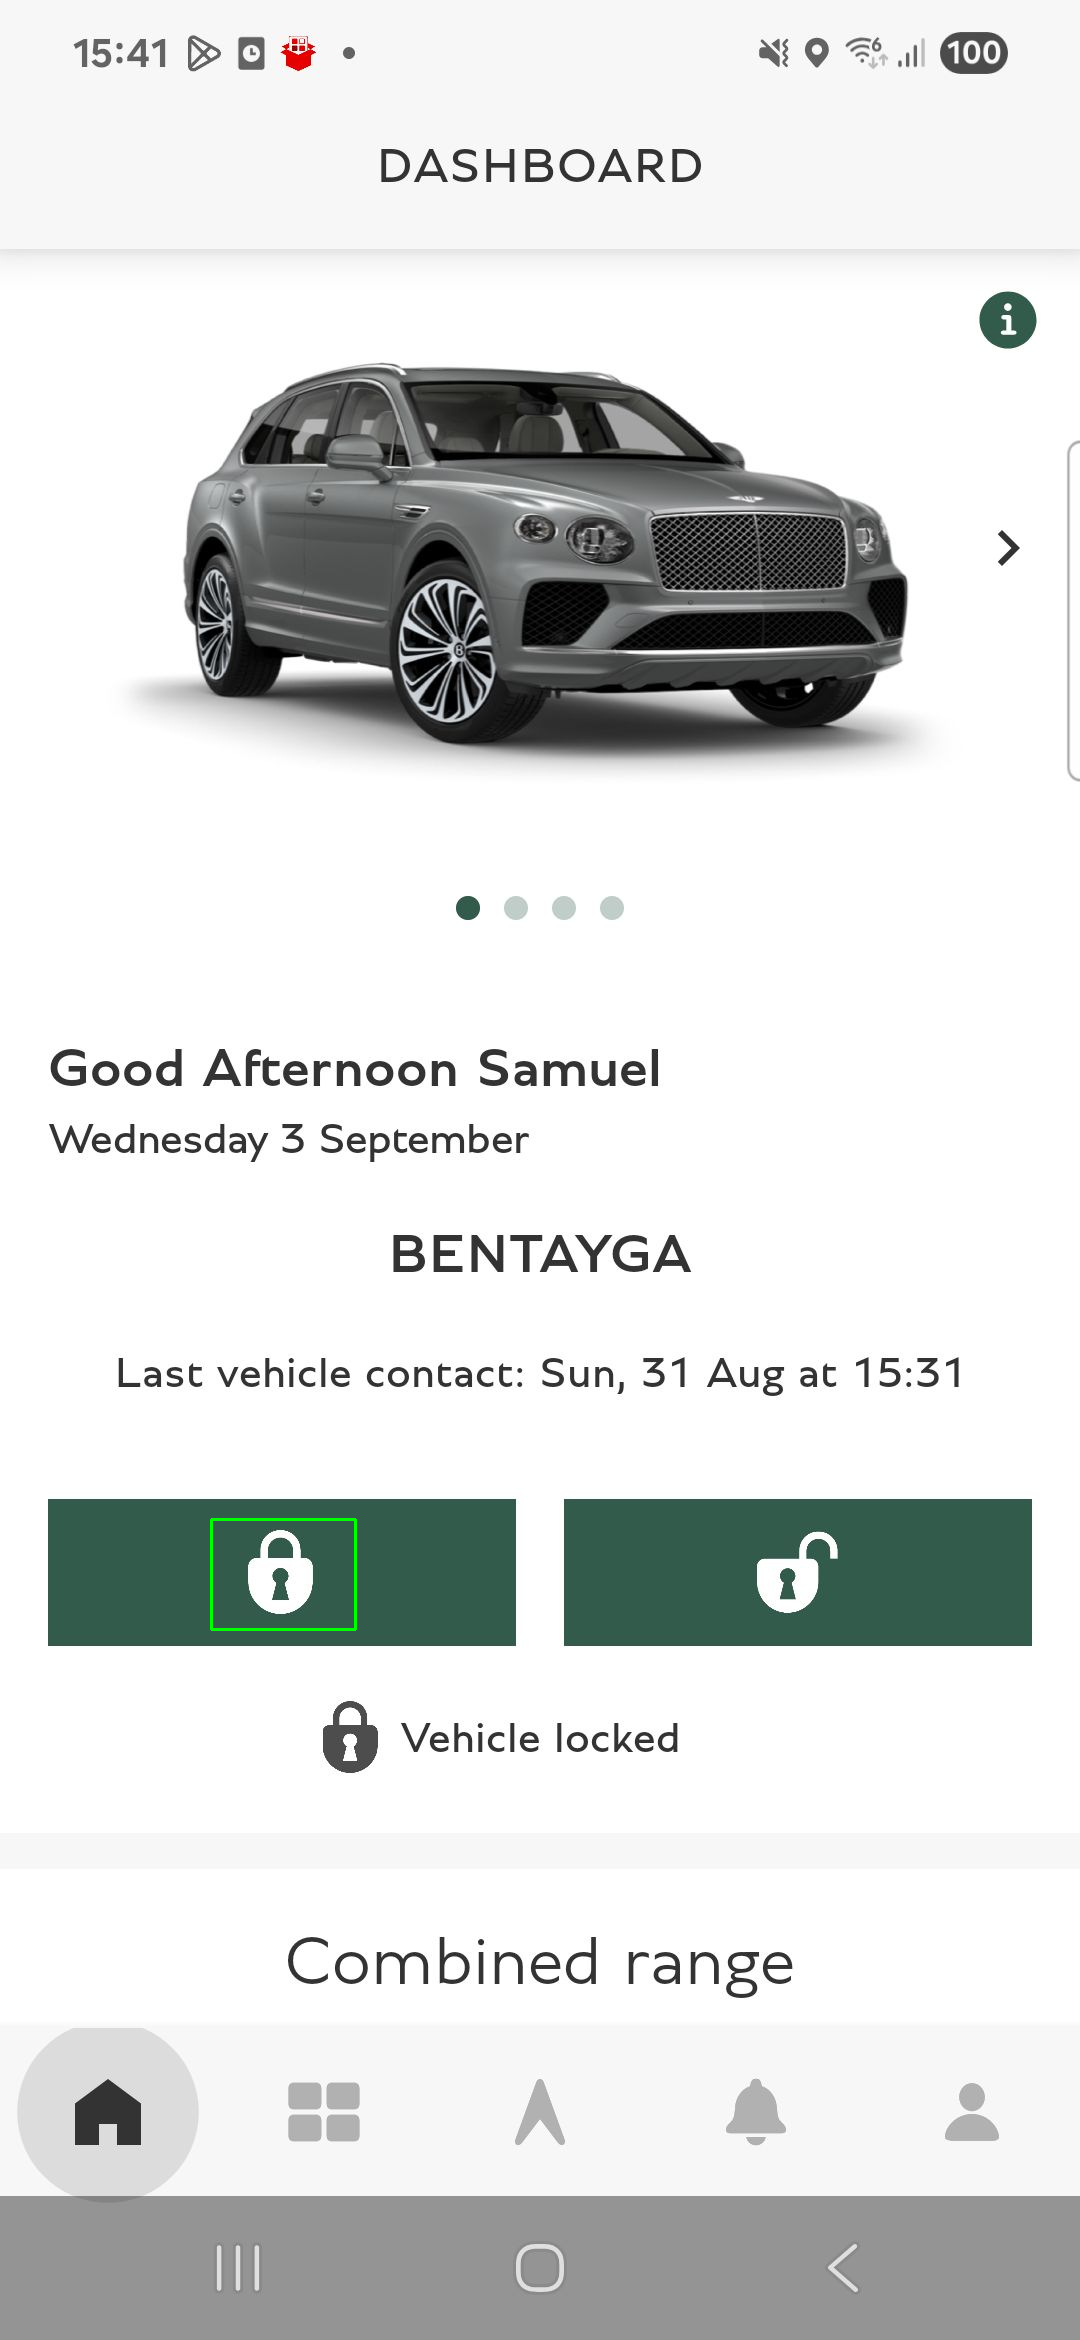 15:41
6
100
DASHBOARD
Good Afternoon Samuel
Wednesday 3 September
BENTAYGA
Last vehicle contact: Sun, 31 Aug at 15:31
Vehicle locked
Combined range